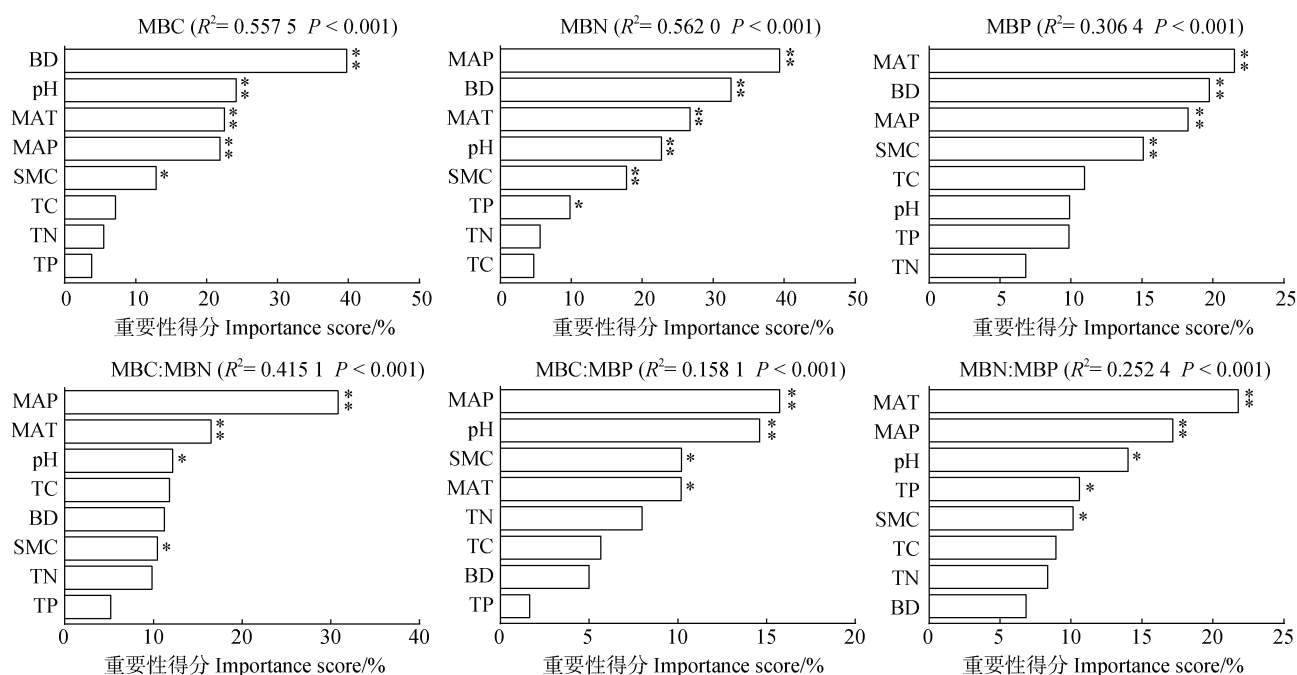 MBC (R²= 0.557 5 P < 0.001)
BD
**
pH
**
MAT
**
MAP
**
SMC
*
TC
TN
TP
0 10 20 30 40 50
重要性得分 Importance score/%
MBN (R²= 0.562 0 P < 0.001)
MAP
**
BD
**
MAT
**
pH
**
SMC
**
TP
*
TN
TC
0 10 20 30 40 50
重要性得分 Importance score/%
MBP (R²= 0.306 4 P < 0.001)
MAT
**
BD
**
MAP
**
SMC
**
TC
pH
TP
TN
0 5 10 15 20 25
重要性得分 Importance score/%
MBC:MBN (R²= 0.415 1 P < 0.001)
MAP
**
MAT
**
pH
*
TC
BD
SMC
*
TN
TP
0 10 20 30 40
重要性得分 Importance score/%
MBC:MBP (R²= 0.158 1 P < 0.001)
MAP
**
pH
**
SMC
*
MAT
*
TN
TC
BD
TP
0 5 10 15 20
重要性得分 Importance score/%
MBN:MBP (R²= 0.252 4 P < 0.001)
MAT
**
MAP
**
pH
*
TP
*
SMC
*
TC
TN
BD
0 5 10 15 20 25
重要性得分 Importance score/%